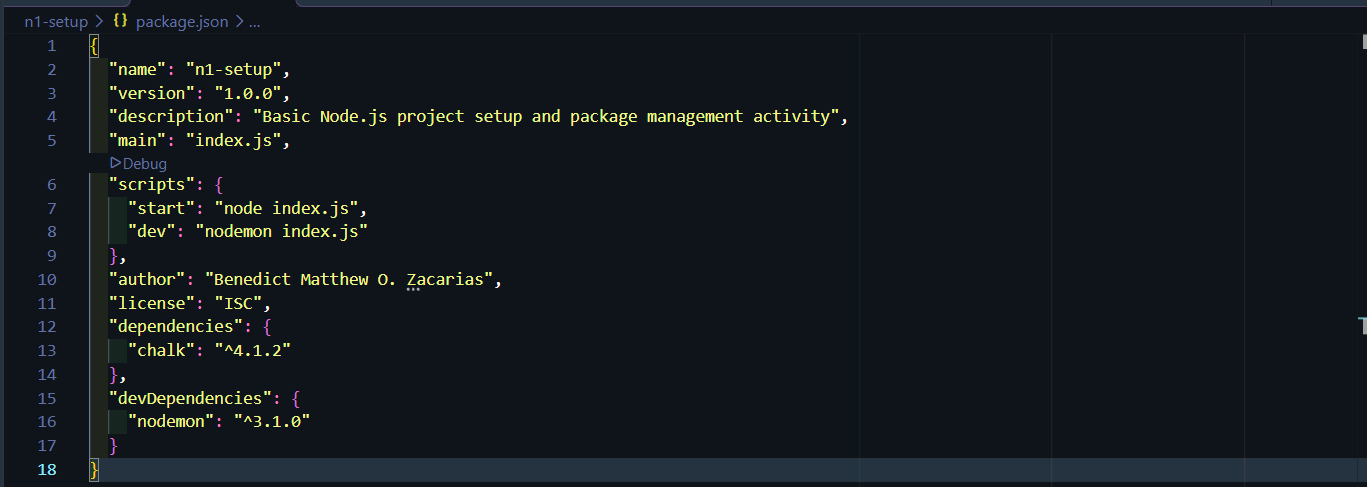 n1-setup > {} package.json > ...
1 {
2 "name": "n1-setup",
3 "version": "1.0.0",
4 "description": "Basic Node.js project setup and package management activity",
5 "main": "index.js",
Debug
6 "scripts": {
7 "start": "node index.js",
8 "dev": "nodemon index.js"
9 },
10 "author": "Benedict Matthew O. Zacarias",
11 "license": "ISC",
12 "dependencies": {
13 "chalk": "^4.1.2"
14 },
15 "devDependencies": {
16 "nodemon": "^3.1.0"
17 }
18 }